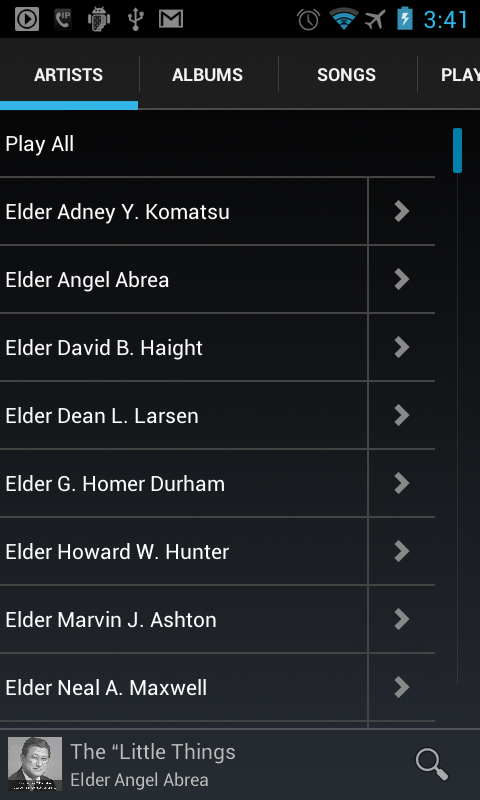 3:41
ARTISTS ALBUMS SONGS PLAY
Play All
Elder Adney Y. Komatsu
Elder Angel Abrea
Elder David B. Haight
Elder Dean L. Larsen
Elder G. Homer Durham
Elder Howard W. Hunter
Elder Marvin J. Ashton
Elder Neal A. Maxwell
The “Little Things
Elder Angel Abrea